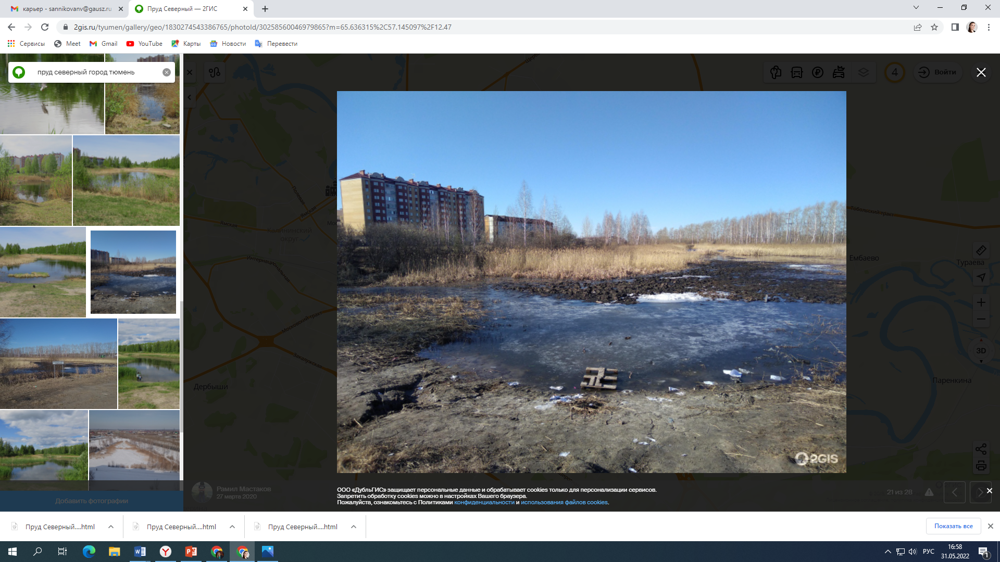 карьер - sannikovanv@gausz.ru
Пруд Северный — 2ГИС
2gis.ru/tyumen/gallery/geo/1830274543386765/photoId/30258560046979865?m=65.636315%2C57.145097%2F12.47
Сервисы
Meet
Gmail
YouTube
Карты
Новости
Перевести
пруд северный город тюмень
4
Войти
Полевая
Ямская
Ямская
Калининский
округ
Интернациональная
Московский тракт
Закалужская
Дербыши
Тобольский тракт
Ембаево
Тураева
3D
Паренкина
2GIS
Добавить фотографии
Рамил Мастаков
27 марта 2020
ООО «ДубльГИС» защищает персональные данные и обрабатывает cookies только для персонализации сервисов.
Запретить обработку cookies можно в настройках Вашего браузера.
Пожалуйста, ознакомьтесь с Политиками конфиденциальности и использования файлов cookies.
21 из 28
Пруд Северный....html
Пруд Северный....html
Пруд Северный....html
Показать все
РУС
16:58
31.05.2022
1